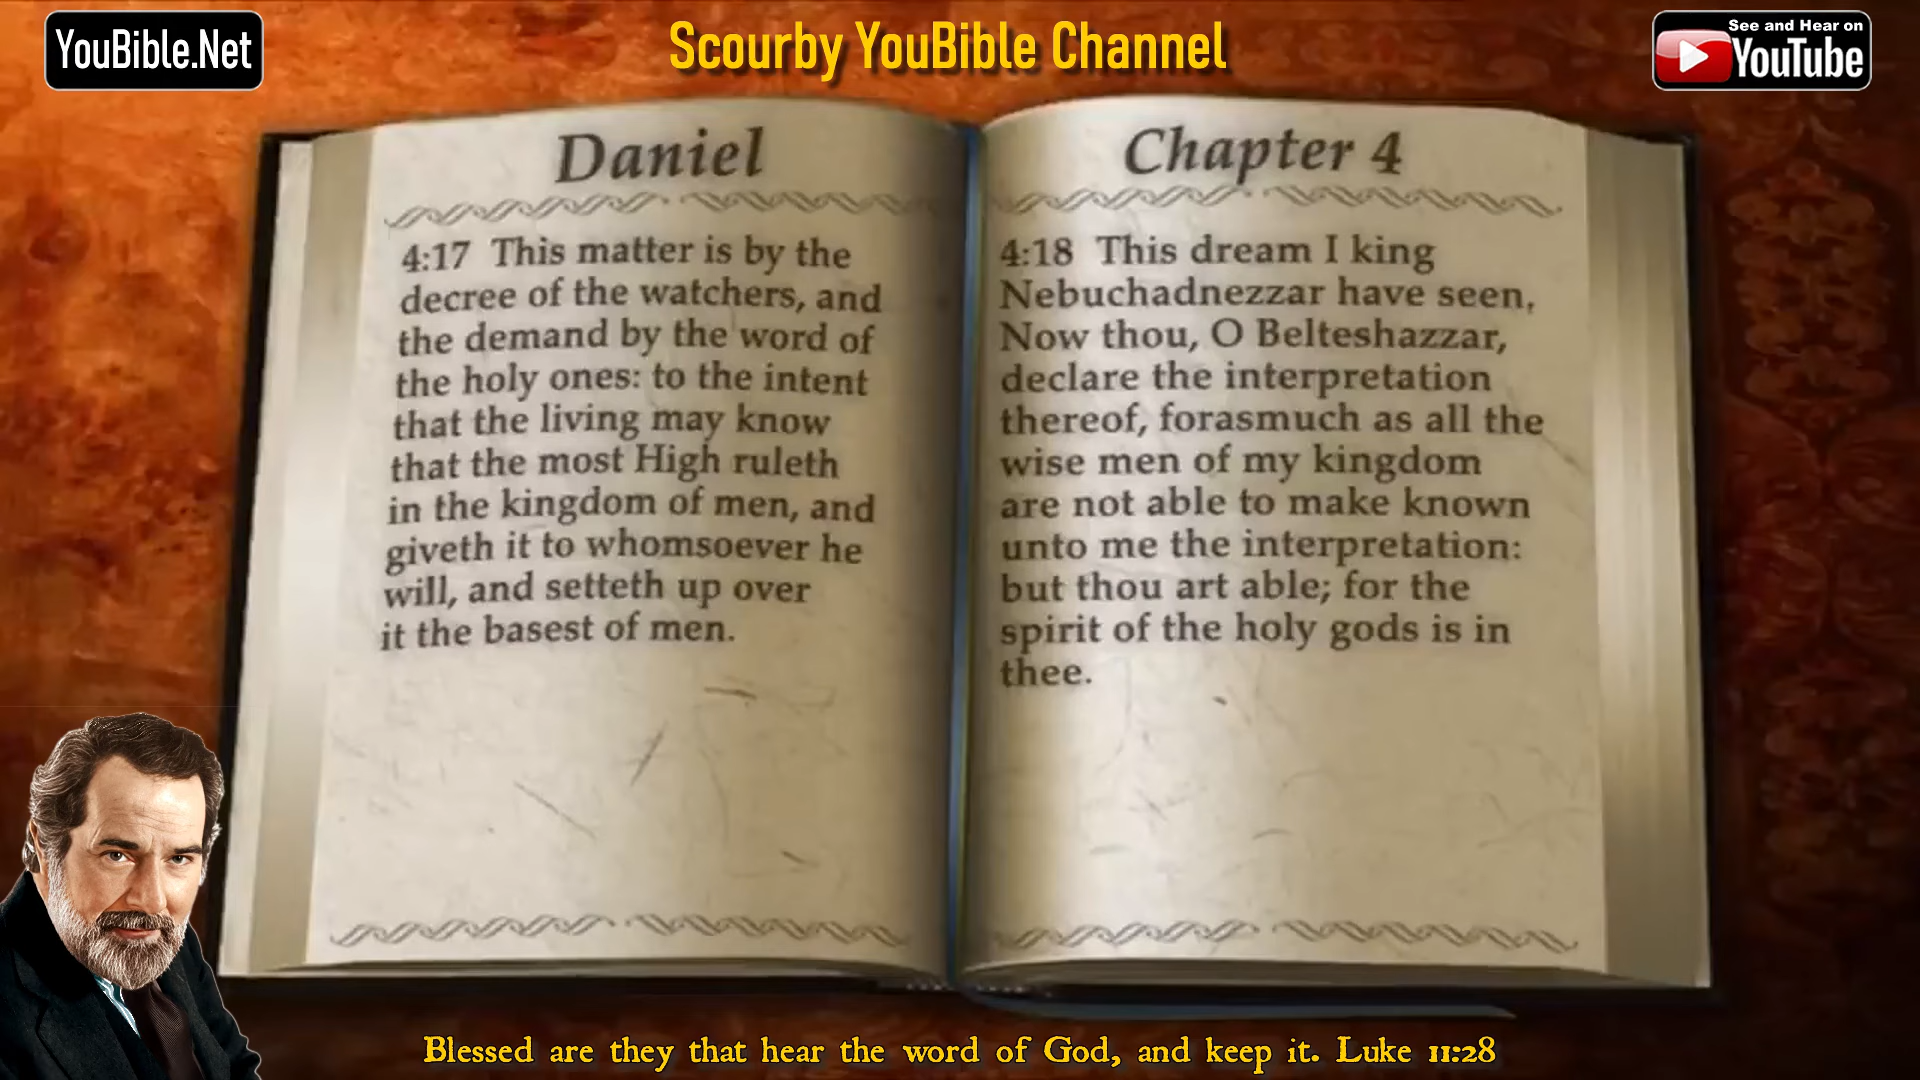 YouBible.Net
Scourby YouBible Channel
See and Hear on
YouTube
Daniel
4:17 This matter is by the
decree of the watchers, and
the demand by the word of
the holy ones: to the intent
that the living may know
that the most High ruleth
in the kingdom of men, and
giveth it to whomsoever he
will, and setteth up over
it the basest of men.
Chapter 4
4:18 This dream I king
Nebuchadnezzar have seen,
Now thou, O Belteshazzar,
declare the interpretation
thereof, forasmuch as all the
wise men of my kingdom
are not able to make known
unto me the interpretation:
but thou art able; for the
spirit of the holy gods is in
thee.
Blessed are they that hear the word of God, and keep it. Luke 11:28